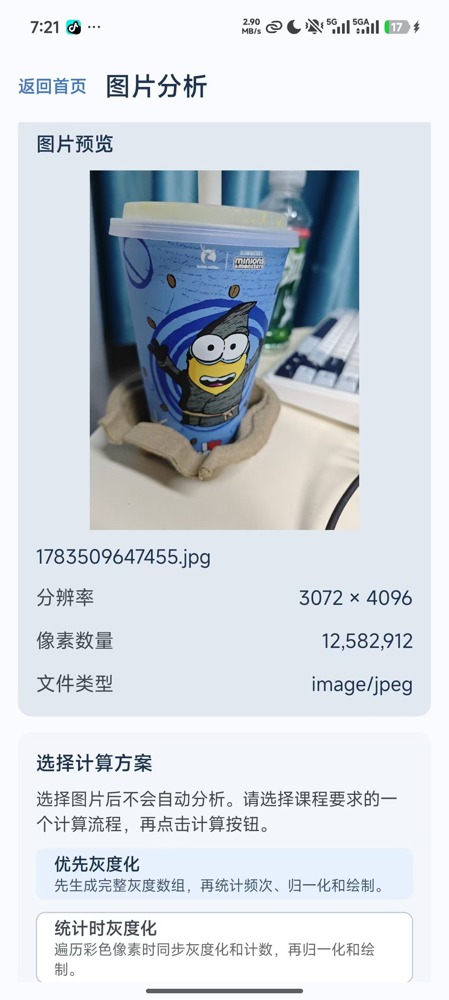 7:21 ... 2.90 MB/s 5G 5GA 17
返回首页 图片分析
图片预览
luckin coffee
ILLUMINATION'S
minions
&monsters
1783509647455.jpg
分辨率 3072 × 4096
像素数量 12,582,912
文件类型 image/jpeg
选择计算方案
选择图片后不会自动分析。请选择课程要求的一
个计算流程，再点击计算按钮。
优先灰度化
先生成完整灰度数组，再统计频次、归一化和绘制。
统计时灰度化
遍历彩色像素时同步灰度化和计数，再归一化和绘
制。